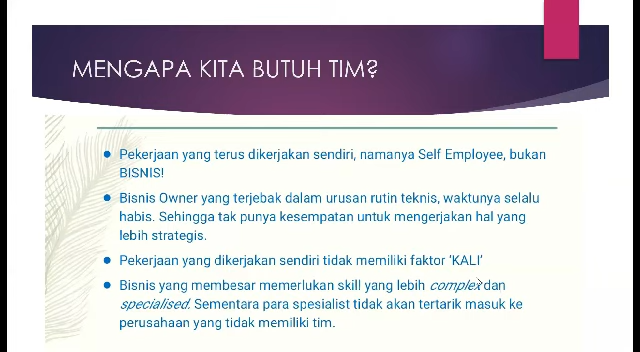 MENGAPA KITA BUTUH TIM?
Pekerjaan yang terus dikerjakan sendiri, namanya Self Employee, bukan
BISNIS!
Bisnis Owner yang terjebak dalam urusan rutin teknis, waktunya selalu
habis. Sehingga tak punya kesempatan untuk mengerjakan hal yang
lebih strategis.
Pekerjaan yang dikerjakan sendiri tidak memiliki faktor 'KALI'
Bisnis yang membesar memerlukan skill yang lebih complex dan
specialised. Sementara para spesialist tidak akan tertarik masuk ke
perusahaan yang tidak memiliki tim.